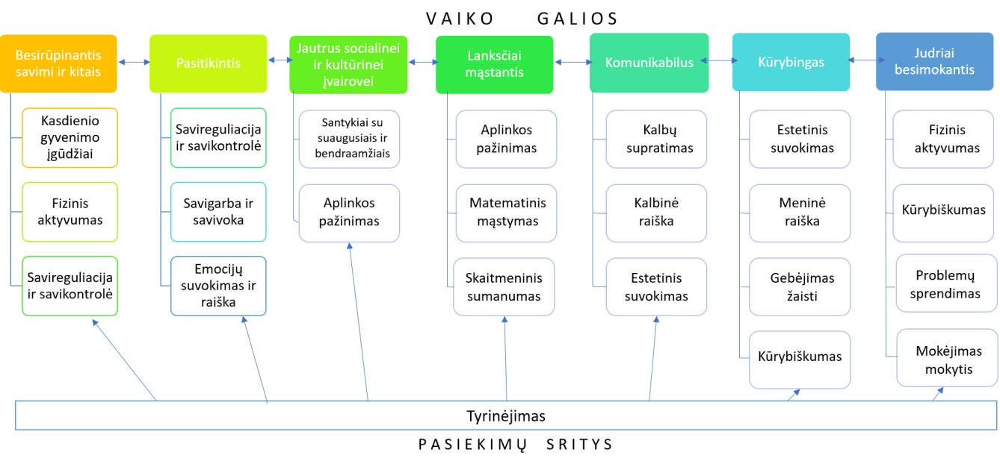 VAIKO GALIOS
Besirūpinantis
savimi ir kitais
Pasitikintis
Jautrus socialinei
ir kultūrinei
įvairovei
Lanksčiai
mąstantis
Komunikabilus
Kūrybingas
Judriai
besimokantis
Kasdienio
gyvenimo
įgūdžiai
Fizinis
aktyvumas
Savireguliacija
ir savikontrolė
Savireguliacija
ir savikontrolė
Savigarba ir
savivoka
Emocijų
suvokimas ir
raiška
Santykiai su
suaugusiais ir
bendraamžiais
Aplinkos
pažinimas
Aplinkos
pažinimas
Matematinis
mąstymas
Skaitmeninis
sumanumas
Kalbų
supratimas
Kalbinė
raiška
Estetinis
suvokimas
Estetinis
suvokimas
Meninė
raiška
Gebėjimas
žaisti
Kūrybiškumas
Fizinis
aktyvumas
Kūrybiškumas
Problemų
sprendimas
Mokėjimas
mokytis
Tyrinėjimas
PASIEKIMŲ SRITYS